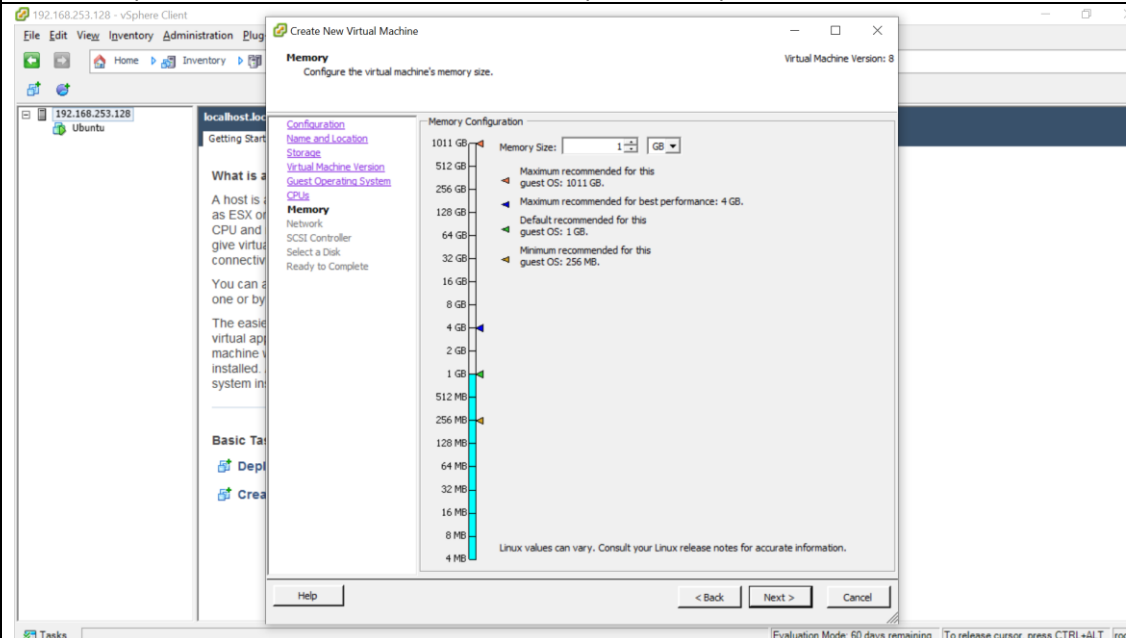 192.168.253.128 - vSphere Client
File Edit View Inventory Administration Plug
Home Inventory
192.168.253.128
Ubuntu
localhost.loc
Getting Start
What is a
A host is a
as ESX or
CPU and
give virtua
connectiv
You can a
one or by
The easie
virtual app
machine v
installed.
system in
Basic Tas
Depl
Crea
Create New Virtual Machine
Memory
Configure the virtual machine's memory size.
Virtual Machine Version: 8
Configuration
Name and Location
Storage
Virtual Machine Version
Guest Operating System
CPUs
Memory
Network
SCSI Controller
Select a Disk
Ready to Complete
Memory Configuration
1011 GB
512 GB
256 GB
128 GB
64 GB
32 GB
16 GB
8 GB
4 GB
2 GB
1 GB
512 MB
256 MB
128 MB
64 MB
32 MB
16 MB
8 MB
4 MB
Memory Size: 1 GB
Maximum recommended for this
guest OS: 1011 GB.
Maximum recommended for best performance: 4 GB.
Default recommended for this
guest OS: 1 GB.
Minimum recommended for this
guest OS: 256 MB.
Linux values can vary. Consult your Linux release notes for accurate information.
Help < Back Next > Cancel
Tasks Evaluation Mode: 60 days remaining To release cursor, press CTRL+ALT roo